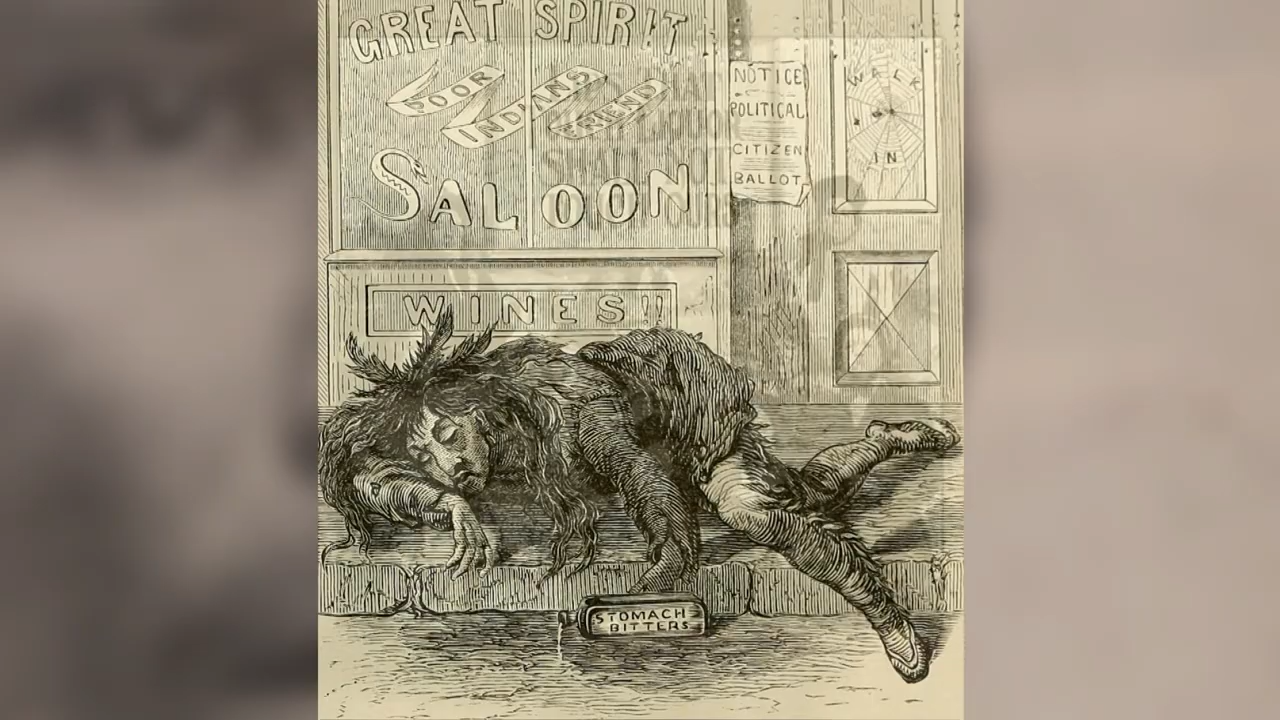 GREAT SPIRIT
POOR
INDIANS
FRIEND
SALOON
WINES!!
NOTICE
POLITICAL
CITIZEN
BALLOT
WALK
IN
STOMACH
BITTERS